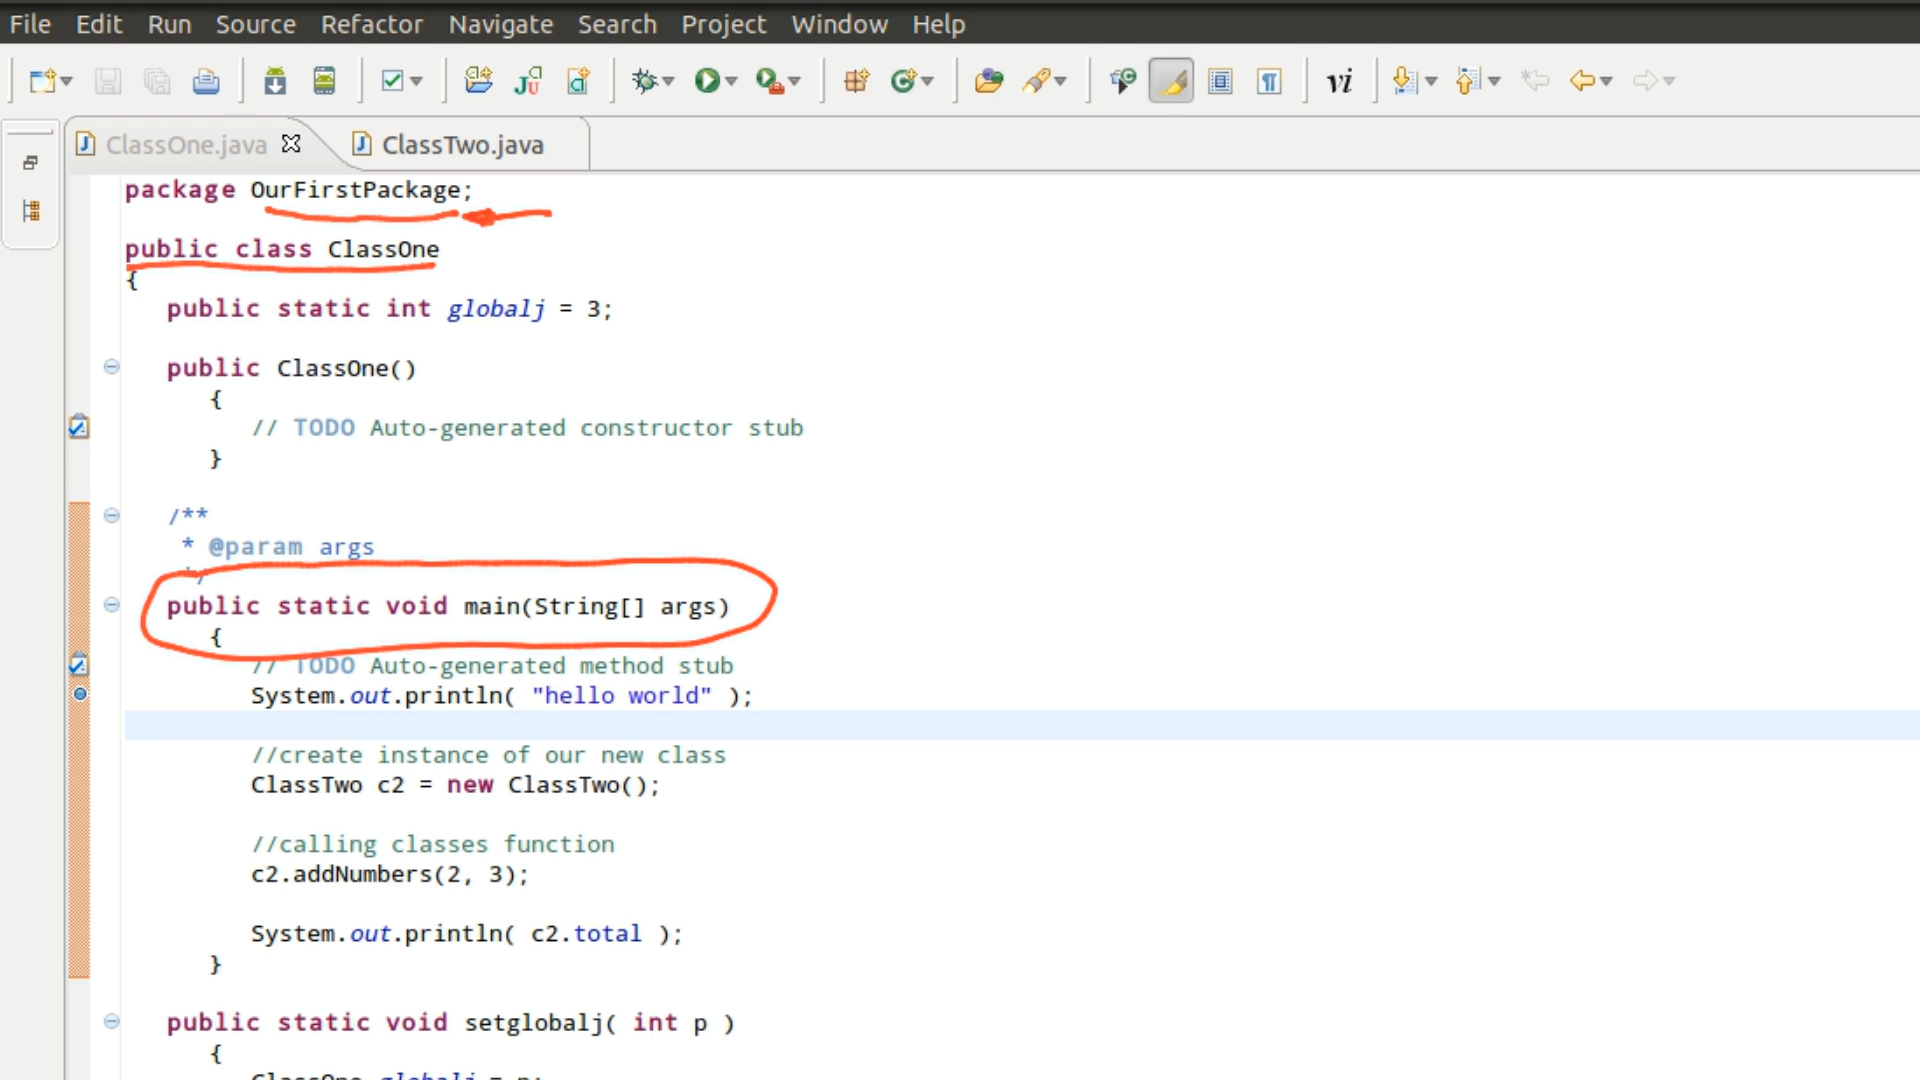 File Edit Run Source Refactor Navigate Search Project Window Help
vi
ClassOne.java ClassTwo.java
package OurFirstPackage;
public class ClassOne
{
public static int globalj = 3;
public ClassOne()
{
// TODO Auto-generated constructor stub
}
/**
* @param args
*/
public static void main(String[] args)
{
// TODO Auto-generated method stub
System.out.println( "hello world" );
//create instance of our new class
ClassTwo c2 = new ClassTwo();
//calling classes function
c2.addNumbers(2, 3);
System.out.println( c2.total );
}
public static void setglobalj( int p )
{
ClassOne.globalj = p;